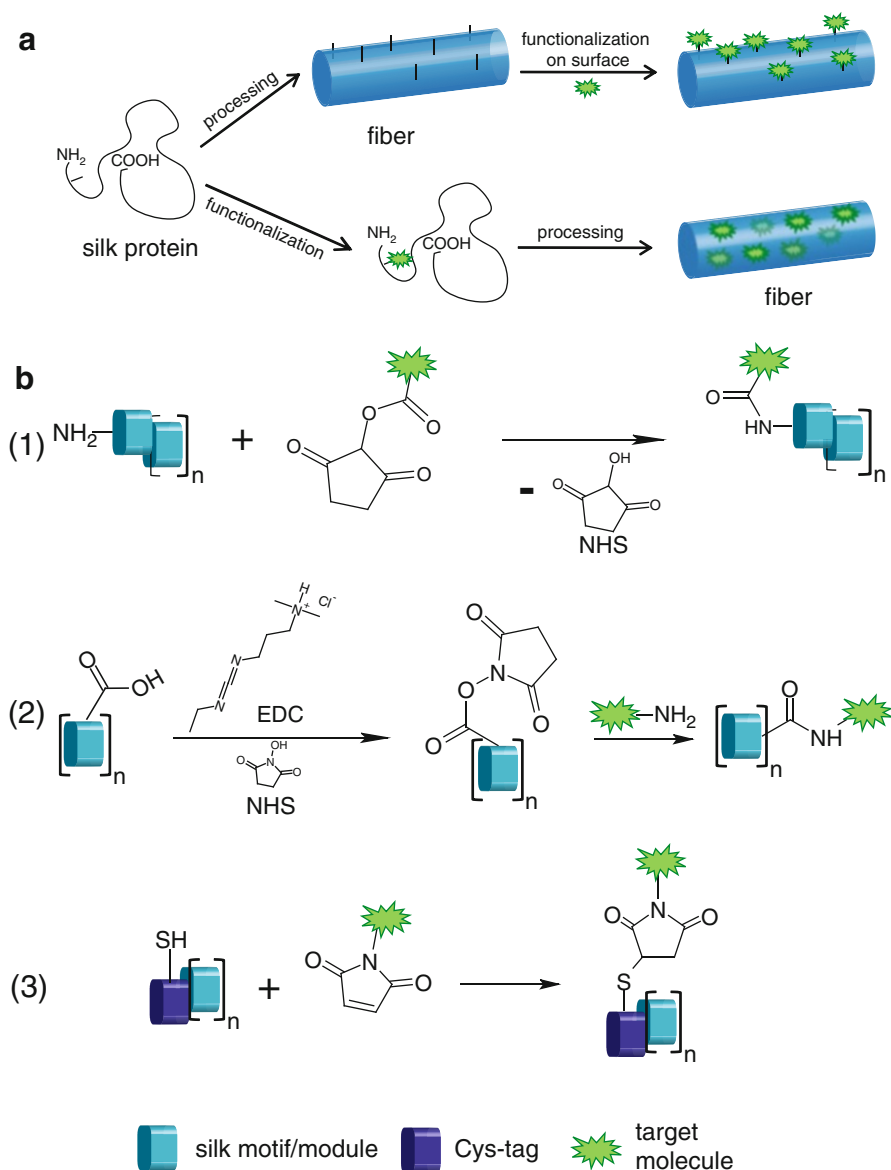 a
functionalization
on surface
processing
fiber
NH2
COOH
silk protein
functionalization
NH2
COOH
processing
fiber
b
(1)
NH2
n
+
O
O
O
O
-
OH
O
O
NHS
O
HN
n
(2)
O
OH
n
H
N+
Cl-
N
N
EDC
OH
N
O
O
NHS
O
N
O
O
O
n
NH2
O
NH
n
(3)
SH
n
+
N
O
O
N
O
O
S
n
silk motif/module
Cys-tag
target
molecule